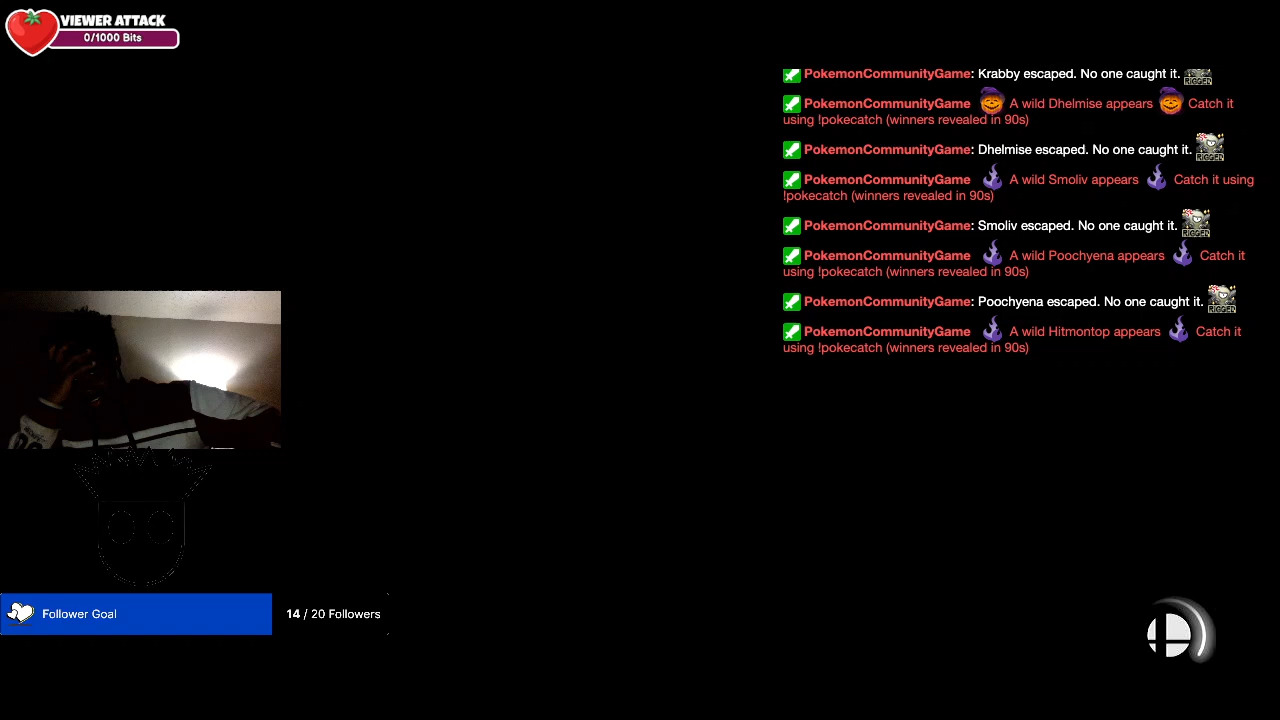 VIEWER ATTACK
0/1000 Bits
PokemonCommunityGame: Krabby escaped. No one caught it. RIGGED
PokemonCommunityGame A wild Dhelmise appears Catch it
using !pokecatch (winners revealed in 90s)
PokemonCommunityGame: Dhelmise escaped. No one caught it. RIGGED
PokemonCommunityGame A wild Smoliv appears Catch it using
!pokecatch (winners revealed in 90s)
PokemonCommunityGame: Smoliv escaped. No one caught it. RIGGED
PokemonCommunityGame A wild Poochyena appears Catch it
using !pokecatch (winners revealed in 90s)
PokemonCommunityGame: Poochyena escaped. No one caught it. RIGGED
PokemonCommunityGame A wild Hitmontop appears Catch it
using !pokecatch (winners revealed in 90s)
Follower Goal 14 / 20 Followers